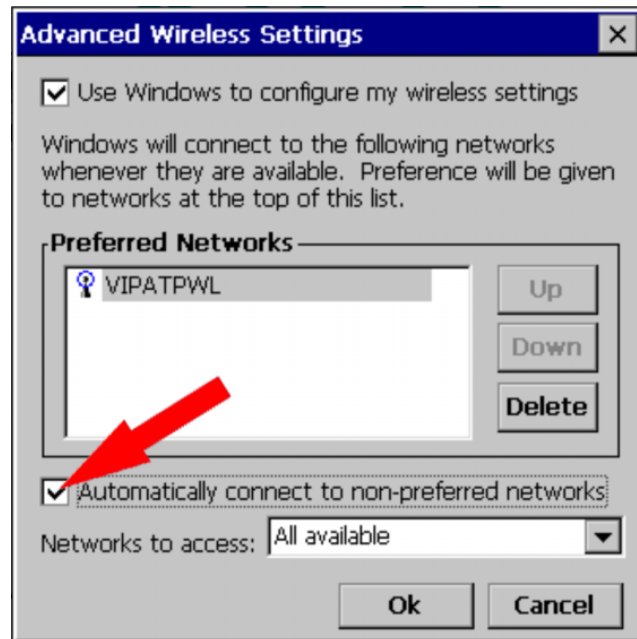 Advanced Wireless Settings
Use Windows to configure my wireless settings
Windows will connect to the following networks
whenever they are available. Preference will be given
to networks at the top of this list.
Preferred Networks
VIPATPWL
Up
Down
Delete
Automatically connect to non-preferred networks
Networks to access: All available
Ok Cancel